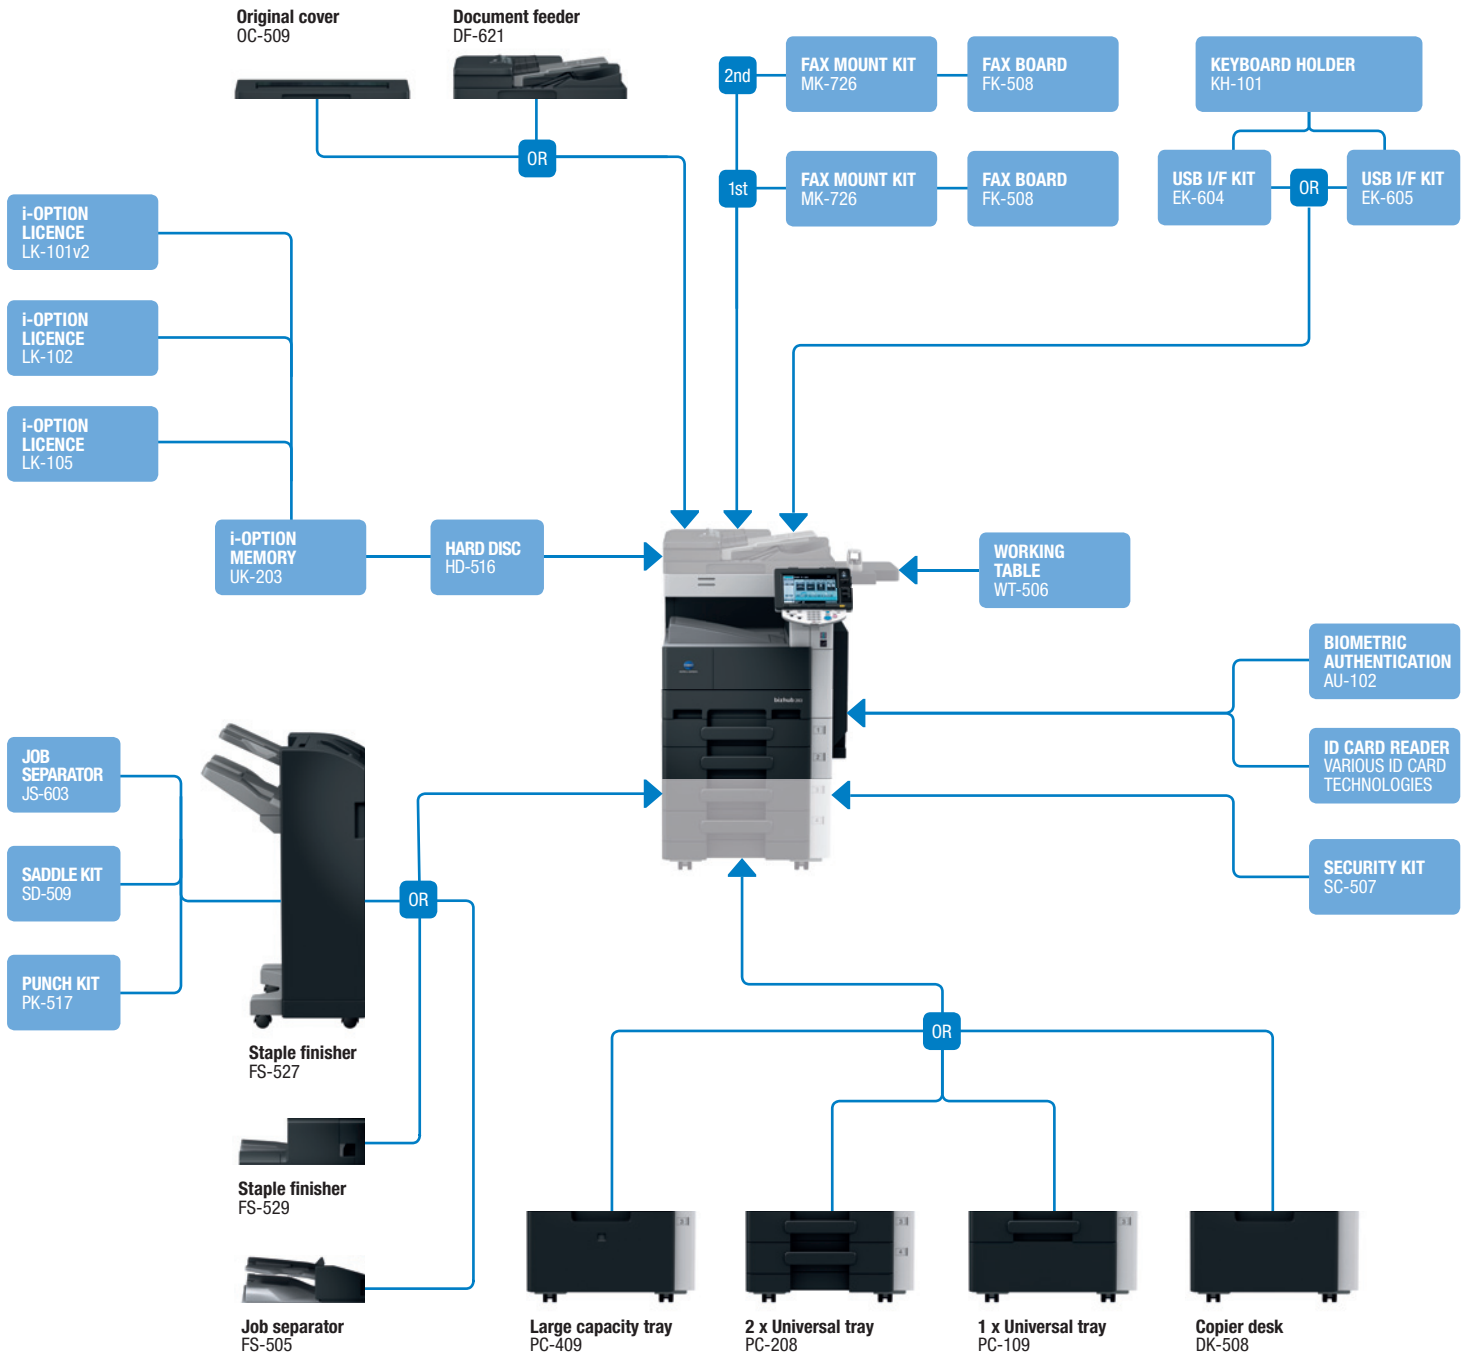 Original cover
OC-509
Document feeder
DF-621
OR
2nd
FAX MOUNT KIT
MK-726
FAX BOARD
FK-508
1st
FAX MOUNT KIT
MK-726
FAX BOARD
FK-508
KEYBOARD HOLDER
KH-101
USB I/F KIT
EK-604
OR
USB I/F KIT
EK-605
i-OPTION
LICENCE
LK-101v2
i-OPTION
LICENCE
LK-102
i-OPTION
LICENCE
LK-105
i-OPTION
MEMORY
UK-203
HARD DISC
HD-516
WORKING
TABLE
WT-506
BIOMETRIC
AUTHENTICATION
AU-102
ID CARD READER
VARIOUS ID CARD
TECHNOLOGIES
SECURITY KIT
SC-507
bizhub
JOB
SEPARATOR
JS-603
SADDLE KIT
SD-509
PUNCH KIT
PK-517
OR
Staple finisher
FS-527
Staple finisher
FS-529
Job separator
FS-505
OR
Large capacity tray
PC-409
2 x Universal tray
PC-208
1 x Universal tray
PC-109
Copier desk
DK-508